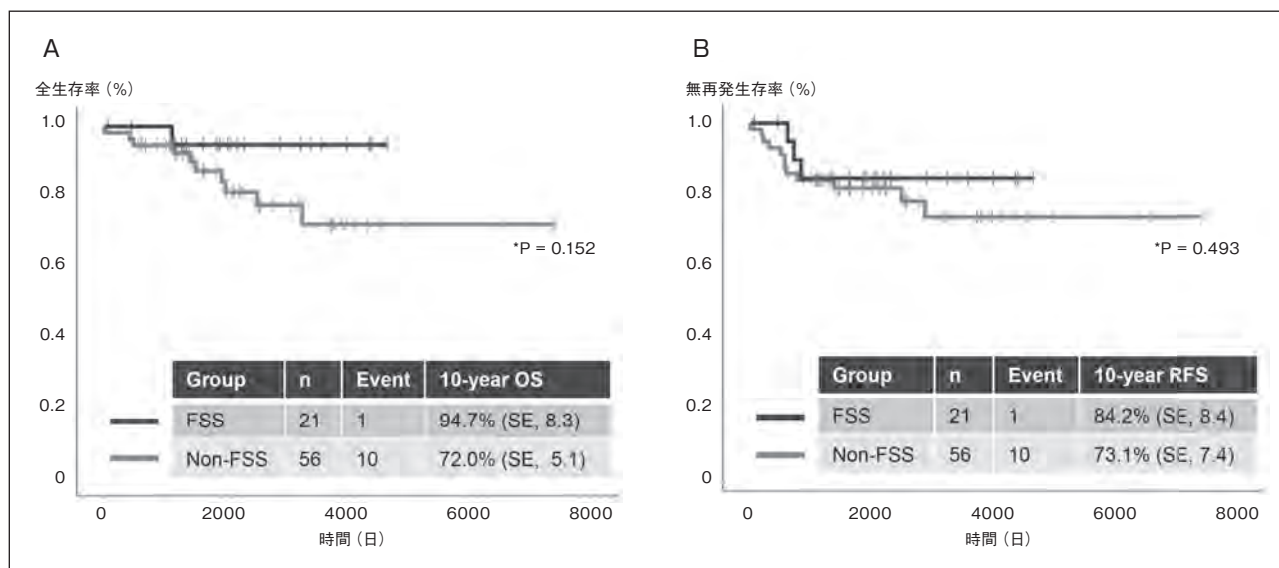 A
全生存率（%）
1.0
0.8
0.6
0.4
0.2
0
*P = 0.152
Group n Event 10-year OS
FSS 21 1 94.7% (SE, 8.3)
Non-FSS 56 10 72.0% (SE, 5.1)
0 2000 4000 6000 8000
時間（日）
B
無再発生存率（%）
1.0
0.8
0.6
0.4
0.2
0
*P = 0.493
Group n Event 10-year RFS
FSS 21 1 84.2% (SE, 8.4)
Non-FSS 56 10 73.1% (SE, 7.4)
0 2000 4000 6000 8000
時間（日）